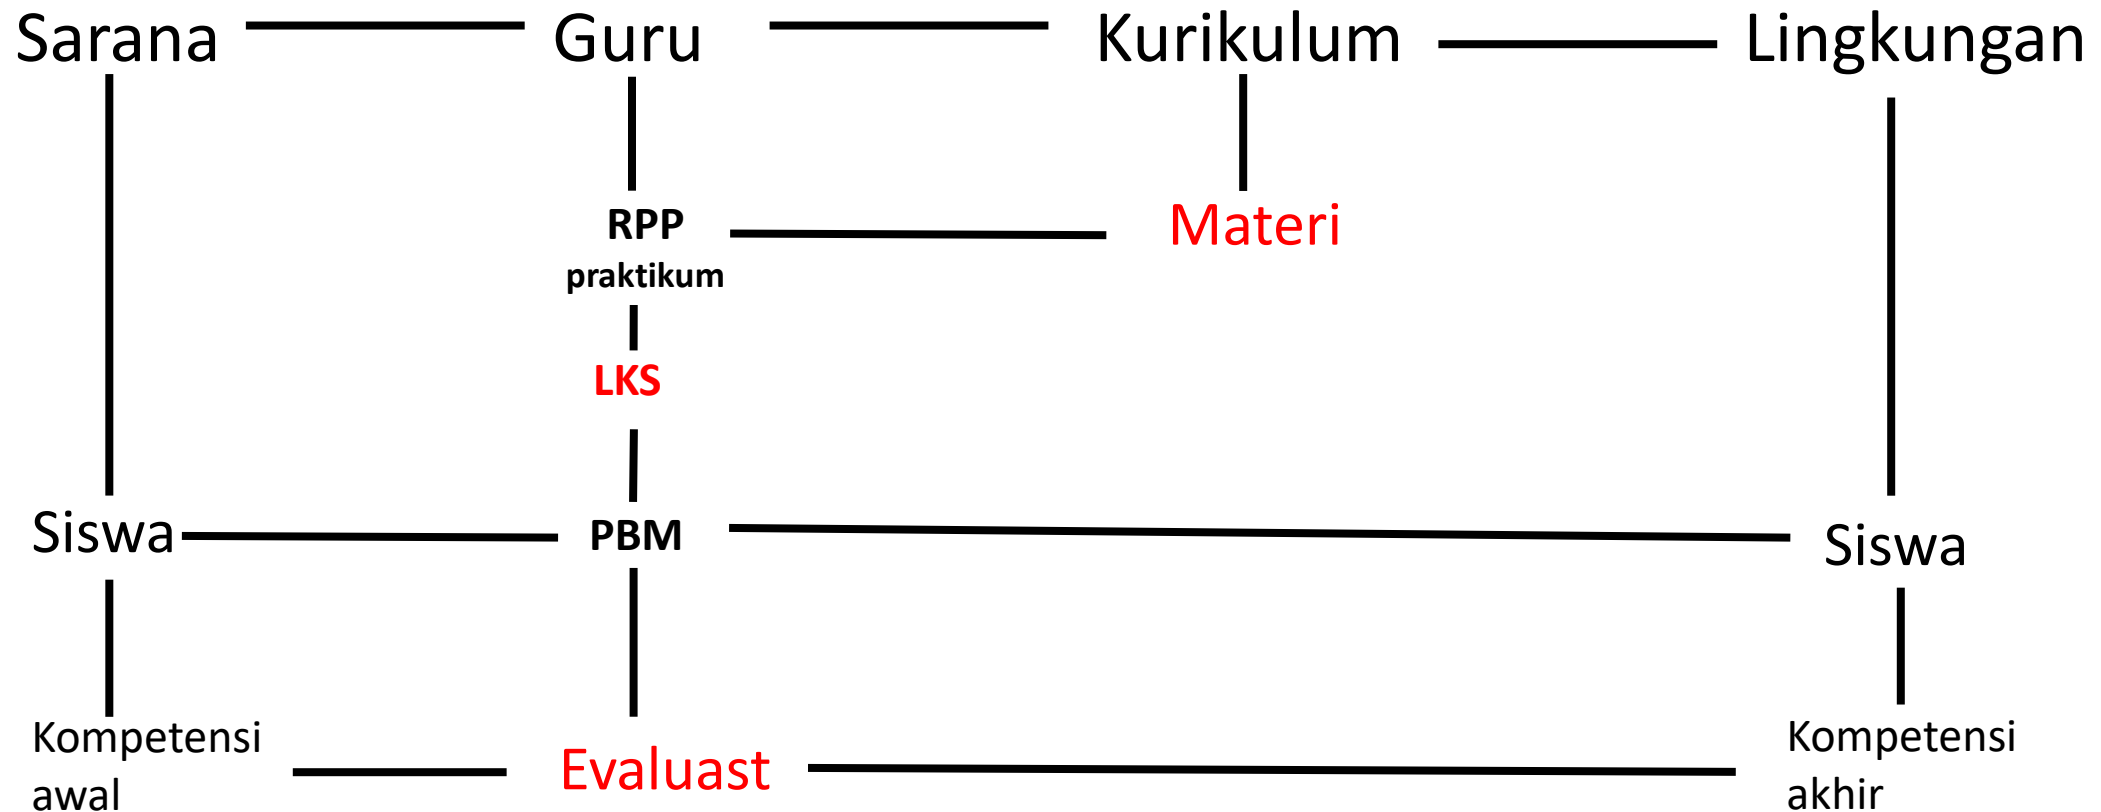 Sarana Guru Kurikulum Lingkungan
RPP Materi
praktikum
LKS
Siswa PBM Siswa
Kompetensi Evaluast Kompetensi
awal akhir